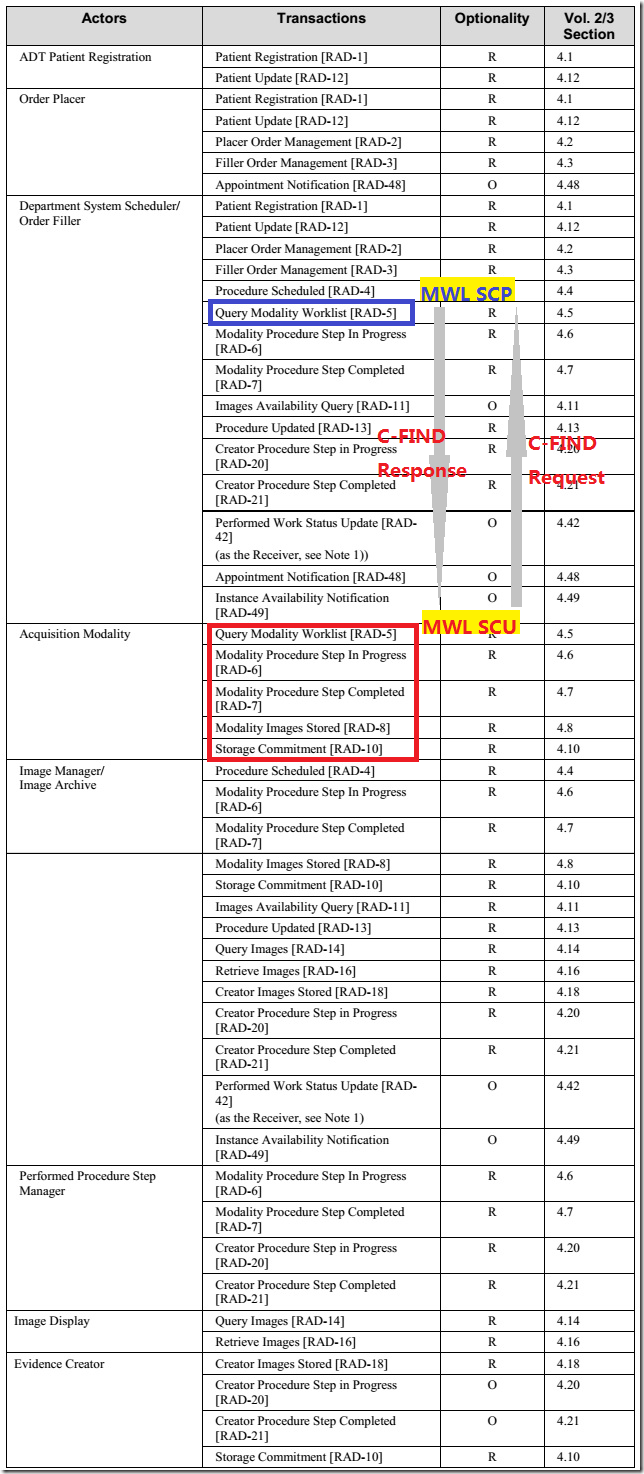 Actors Transactions Optionality Vol. 2/3
Section
ADT Patient Registration Patient Registration [RAD-1] R 4.1
Patient Update [RAD-12] R 4.12
Order Placer Patient Registration [RAD-1] R 4.1
Patient Update [RAD-12] R 4.12
Placer Order Management [RAD-2] R 4.2
Filler Order Management [RAD-3] R 4.3
Appointment Notification [RAD-48] O 4.48
Department System Scheduler/ Patient Registration [RAD-1] R 4.1
Order Filler Patient Update [RAD-12] R 4.12
Placer Order Management [RAD-2] R 4.2
Filler Order Management [RAD-3] R 4.3
Procedure Scheduled [RAD-4] R 4.4
MWL SCP
Query Modality Worklist [RAD-5] R 4.5
Modality Procedure Step In Progress R 4.6
[RAD-6]
Modality Procedure Step Completed R 4.7
[RAD-7]
Images Availability Query [RAD-11] O 4.11
Procedure Updated [RAD-13] R 4.13
C-FIND C-FIND
Creator Procedure Step in Progress R 4.20
[RAD-20]
Response Request
Creator Procedure Step Completed R 4.21
[RAD-21]
Performed Work Status Update [RAD- O 4.42
42]
(as the Receiver, see Note 1))
Appointment Notification [RAD-48] O 4.48
Instance Availability Notification O 4.49
[RAD-49]
MWL SCU
Acquisition Modality Query Modality Worklist [RAD-5] R 4.5
Modality Procedure Step In Progress R 4.6
[RAD-6]
Modality Procedure Step Completed R 4.7
[RAD-7]
Modality Images Stored [RAD-8] R 4.8
Storage Commitment [RAD-10] R 4.10
Image Manager/ Procedure Scheduled [RAD-4] R 4.4
Image Archive Modality Procedure Step In Progress R 4.6
[RAD-6]
Modality Procedure Step Completed R 4.7
[RAD-7]
Modality Images Stored [RAD-8] R 4.8
Storage Commitment [RAD-10] R 4.10
Images Availability Query [RAD-11] R 4.11
Procedure Updated [RAD-13] R 4.13
Query Images [RAD-14] R 4.14
Retrieve Images [RAD-16] R 4.16
Creator Images Stored [RAD-18] R 4.18
Creator Procedure Step in Progress R 4.20
[RAD-20]
Creator Procedure Step Completed R 4.21
[RAD-21]
Performed Work Status Update [RAD- O 4.42
42]
(as the Receiver, see Note 1)
Instance Availability Notification O 4.49
[RAD-49]
Performed Procedure Step Modality Procedure Step In Progress R 4.6
Manager [RAD-6]
Modality Procedure Step Completed R 4.7
[RAD-7]
Creator Procedure Step in Progress R 4.20
[RAD-20]
Creator Procedure Step Completed R 4.21
[RAD-21]
Image Display Query Images [RAD-14] R 4.14
Retrieve Images [RAD-16] R 4.16
Evidence Creator Creator Images Stored [RAD-18] R 4.18
Creator Procedure Step in Progress O 4.20
[RAD-20]
Creator Procedure Step Completed O 4.21
[RAD-21]
Storage Commitment [RAD-10] R 4.10